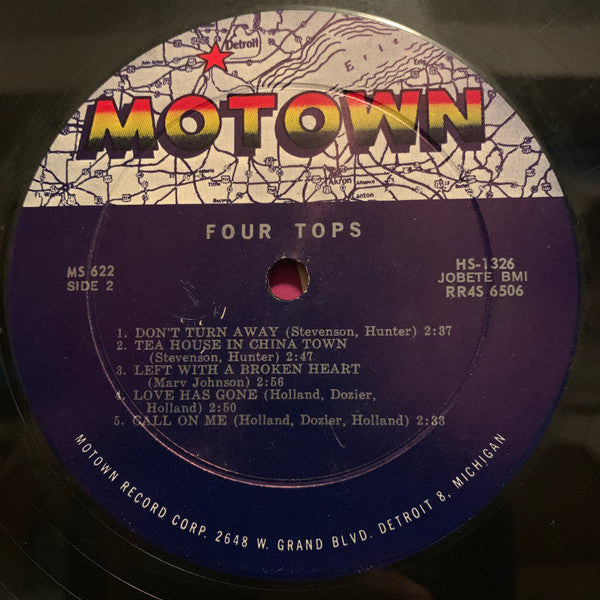 Detroit
Erie
MOTOWN
Akron
Canton
FOUR TOPS
MS 622
SIDE 2
HS-1326
JOBETE BMI
RR4S 6506
1. DON'T TURN AWAY (Stevenson, Hunter) 2:37
2. TEA HOUSE IN CHINA TOWN
(Stevenson, Hunter) 2:47
3. LEFT WITH A BROKEN HEART
(Marv Johnson) 2:56
4. LOVE HAS GONE (Holland, Dozier,
Holland) 2:50
5. CALL ON ME (Holland, Dozier, Holland) 2:33
MOTOWN RECORD CORP. 2648 W. GRAND BLVD. DETROIT 8, MICHIGAN